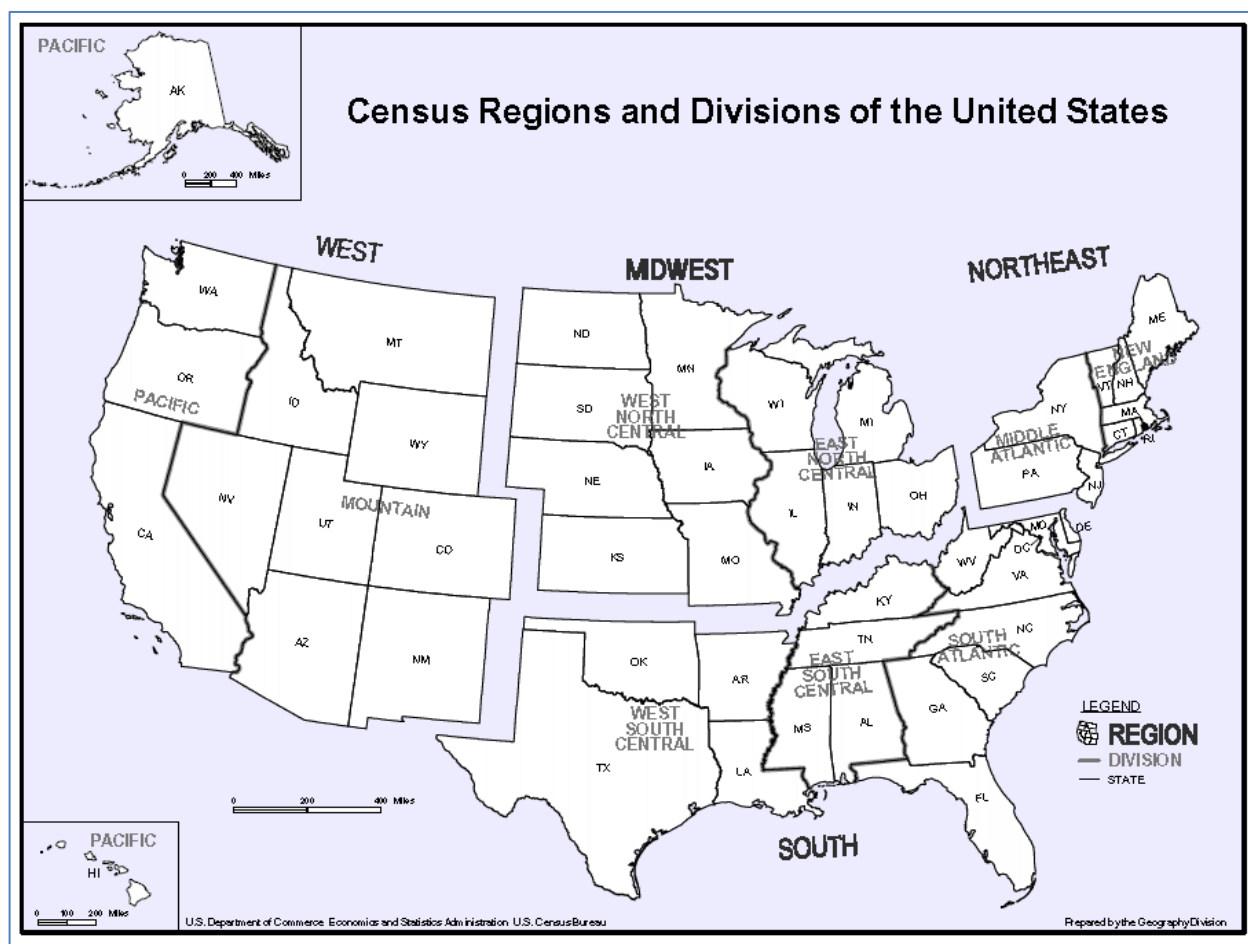 PACIFIC
AK
0 200 400 Miles
Census Regions and Divisions of the United States
WEST
MIDWEST
NORTHEAST
WA
MT
ND
MN
ME
OR
ID
SD
WI
MI
NY
VT
NH
NEW
ENGLAND
PACIFIC
WEST
NORTH
CENTRAL
MA
CT
RI
WY
IA
EAST
NORTH
CENTRAL
MIDDLE
ATLANTIC
PA
NJ
NV
NE
OH
IL
IN
MOUNTAIN
CA
UT
CO
KS
MO
WV
MD
DE
DC
VA
KY
AZ
NM
OK
AR
TN
NC
EAST
SOUTH
CENTRAL
SOUTH
ATLANTIC
SC
WEST
SOUTH
CENTRAL
MS
AL
GA
TX
LA
FL
LEGEND
REGION
DIVISION
STATE
0 200 400 Miles
SOUTH
PACIFIC
HI
0 100 200 Miles
U.S. Department of Commerce Economics and Statistics Administration U.S. Census Bureau
Prepared by the Geography Division